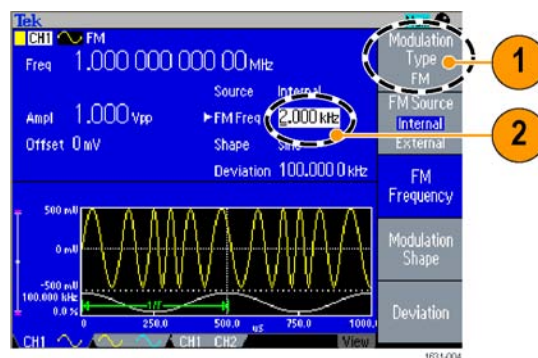 Tek
CH1 FM
Freq 1.000 000 000 00 MHz
Source Internal
Ampl 1.000 Vpp
FM Freq 2.000 kHz
Offset 0 mV
Shape Sine
Deviation 100.000 0 kHz
Modulation
Type
FM
1
FM Source
Internal
External
2
FM
Frequency
Modulation
Shape
Deviation
500 mV
0 mV
-500 mV
100.000 kHz
0.0 %
1/f
0 250.0 500.0 750.0 1000.
us
CH1 CH1 CH2 View
1631-004